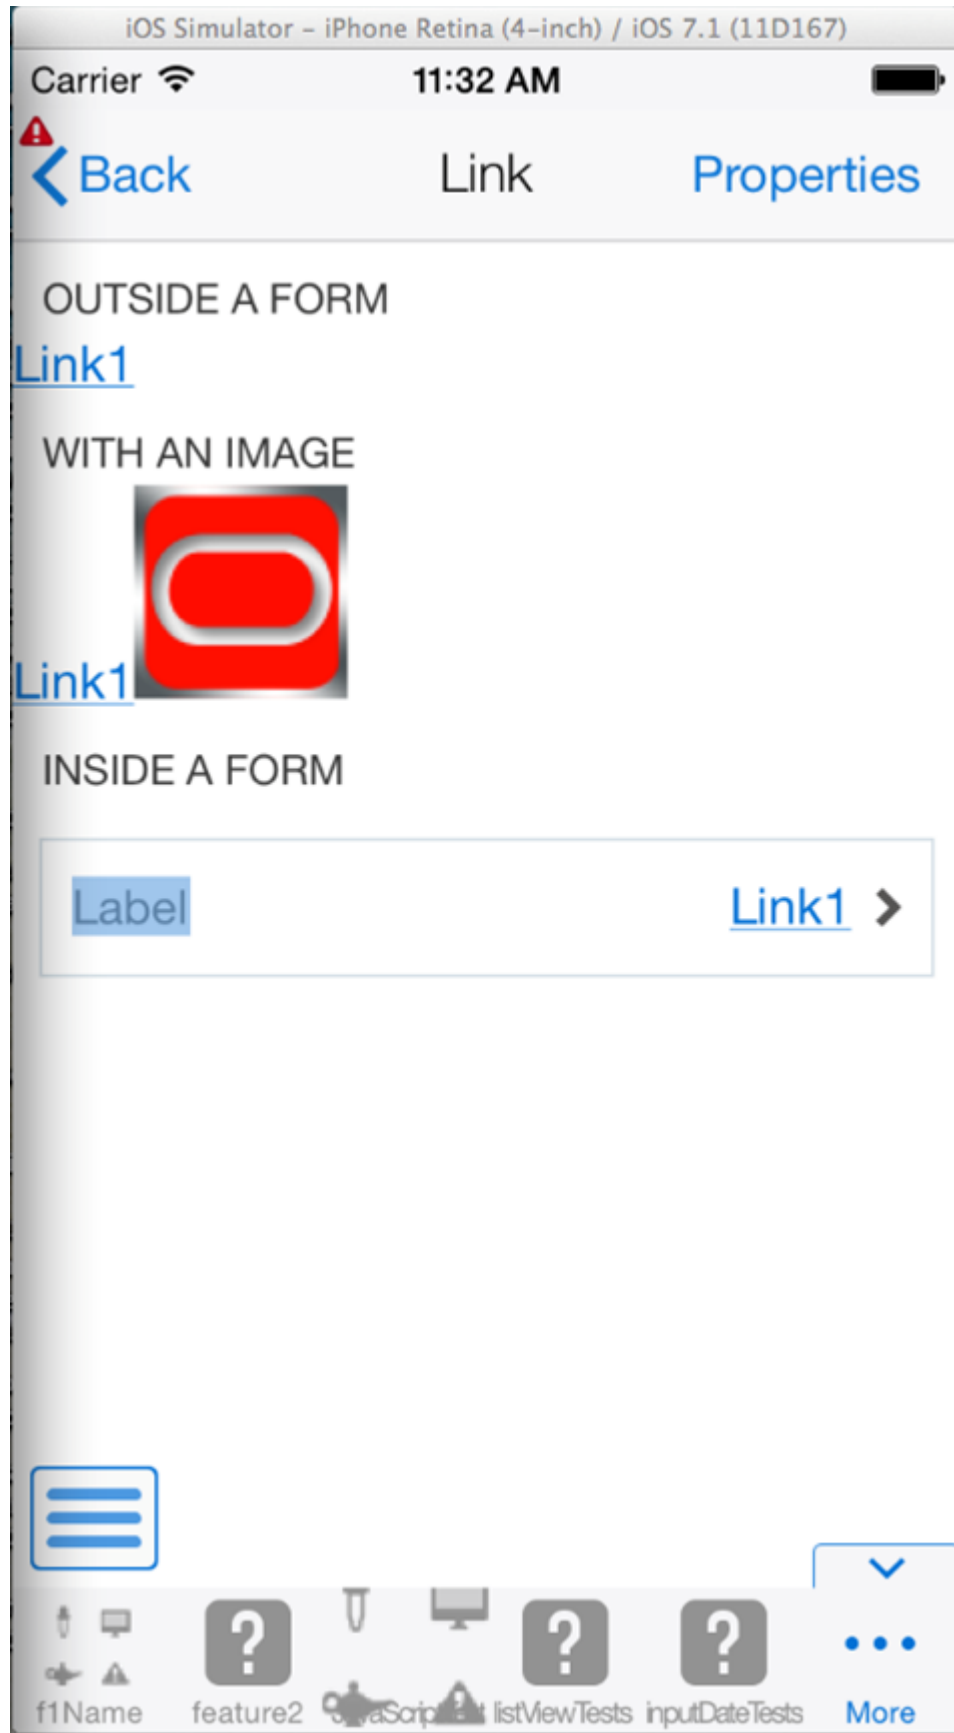 iOS Simulator – iPhone Retina (4-inch) / iOS 7.1 (11D167)
Carrier 11:32 AM
Back Link Properties
OUTSIDE A FORM
Link1
WITH AN IMAGE
Link1
INSIDE A FORM
Label Link1
f1Name feature2 listViewTests inputDateTests More